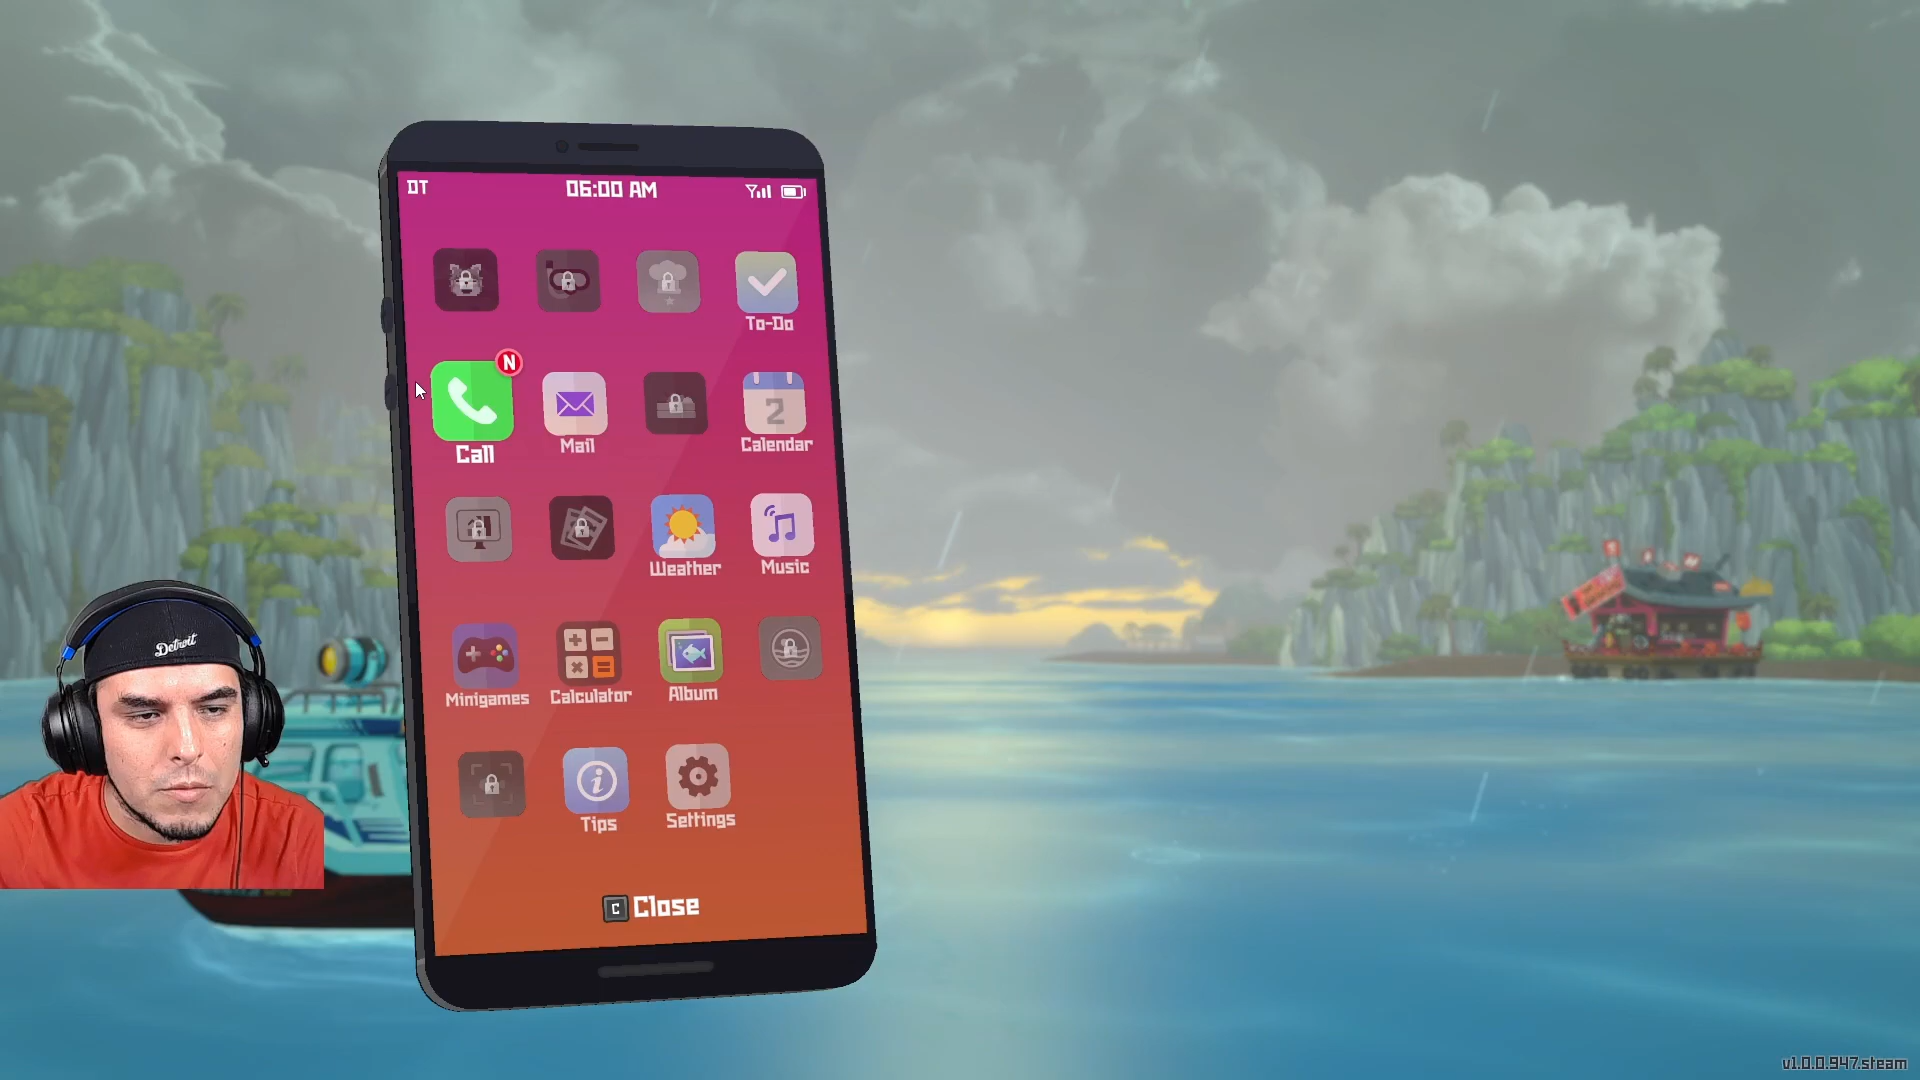 DT
06:00 AM
To-Do
N
Call
Mail
2
Calendar
Weather
Music
Minigames
Calculator
Album
Tips
Settings
C Close
Detroit
v1.0.0.947.steam